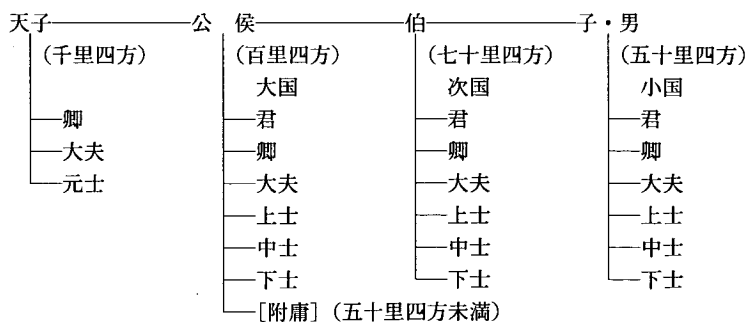 天子 公 侯 伯 子・男
(千里四方) (百里四方) (七十里四方) (五十里四方)
大国 次国 小国
卿 君 君 君
大夫 卿 卿 卿
元士 大夫 大夫 大夫
上士 上士 上士
中士 中士 中士
下士 下士 下士
[附庸](五十里四方未満)